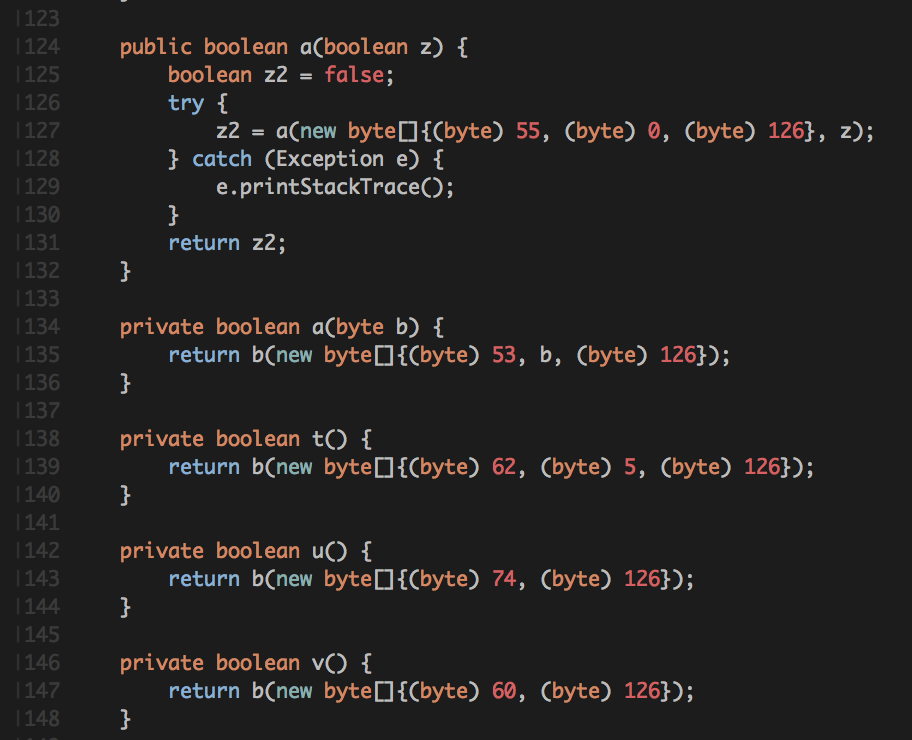 |123
|124     public boolean a(boolean z) {
|125         boolean z2 = false;
|126         try {
|127             z2 = a(new byte[]{(byte) 55, (byte) 0, (byte) 126}, z);
|128         } catch (Exception e) {
|129             e.printStackTrace();
|130         }
|131         return z2;
|132     }
|133
|134     private boolean a(byte b) {
|135         return b(new byte[]{(byte) 53, b, (byte) 126});
|136     }
|137
|138     private boolean t() {
|139         return b(new byte[]{(byte) 62, (byte) 5, (byte) 126});
|140     }
|141
|142     private boolean u() {
|143         return b(new byte[]{(byte) 74, (byte) 126});
|144     }
|145
|146     private boolean v() {
|147         return b(new byte[]{(byte) 60, (byte) 126});
|148     }